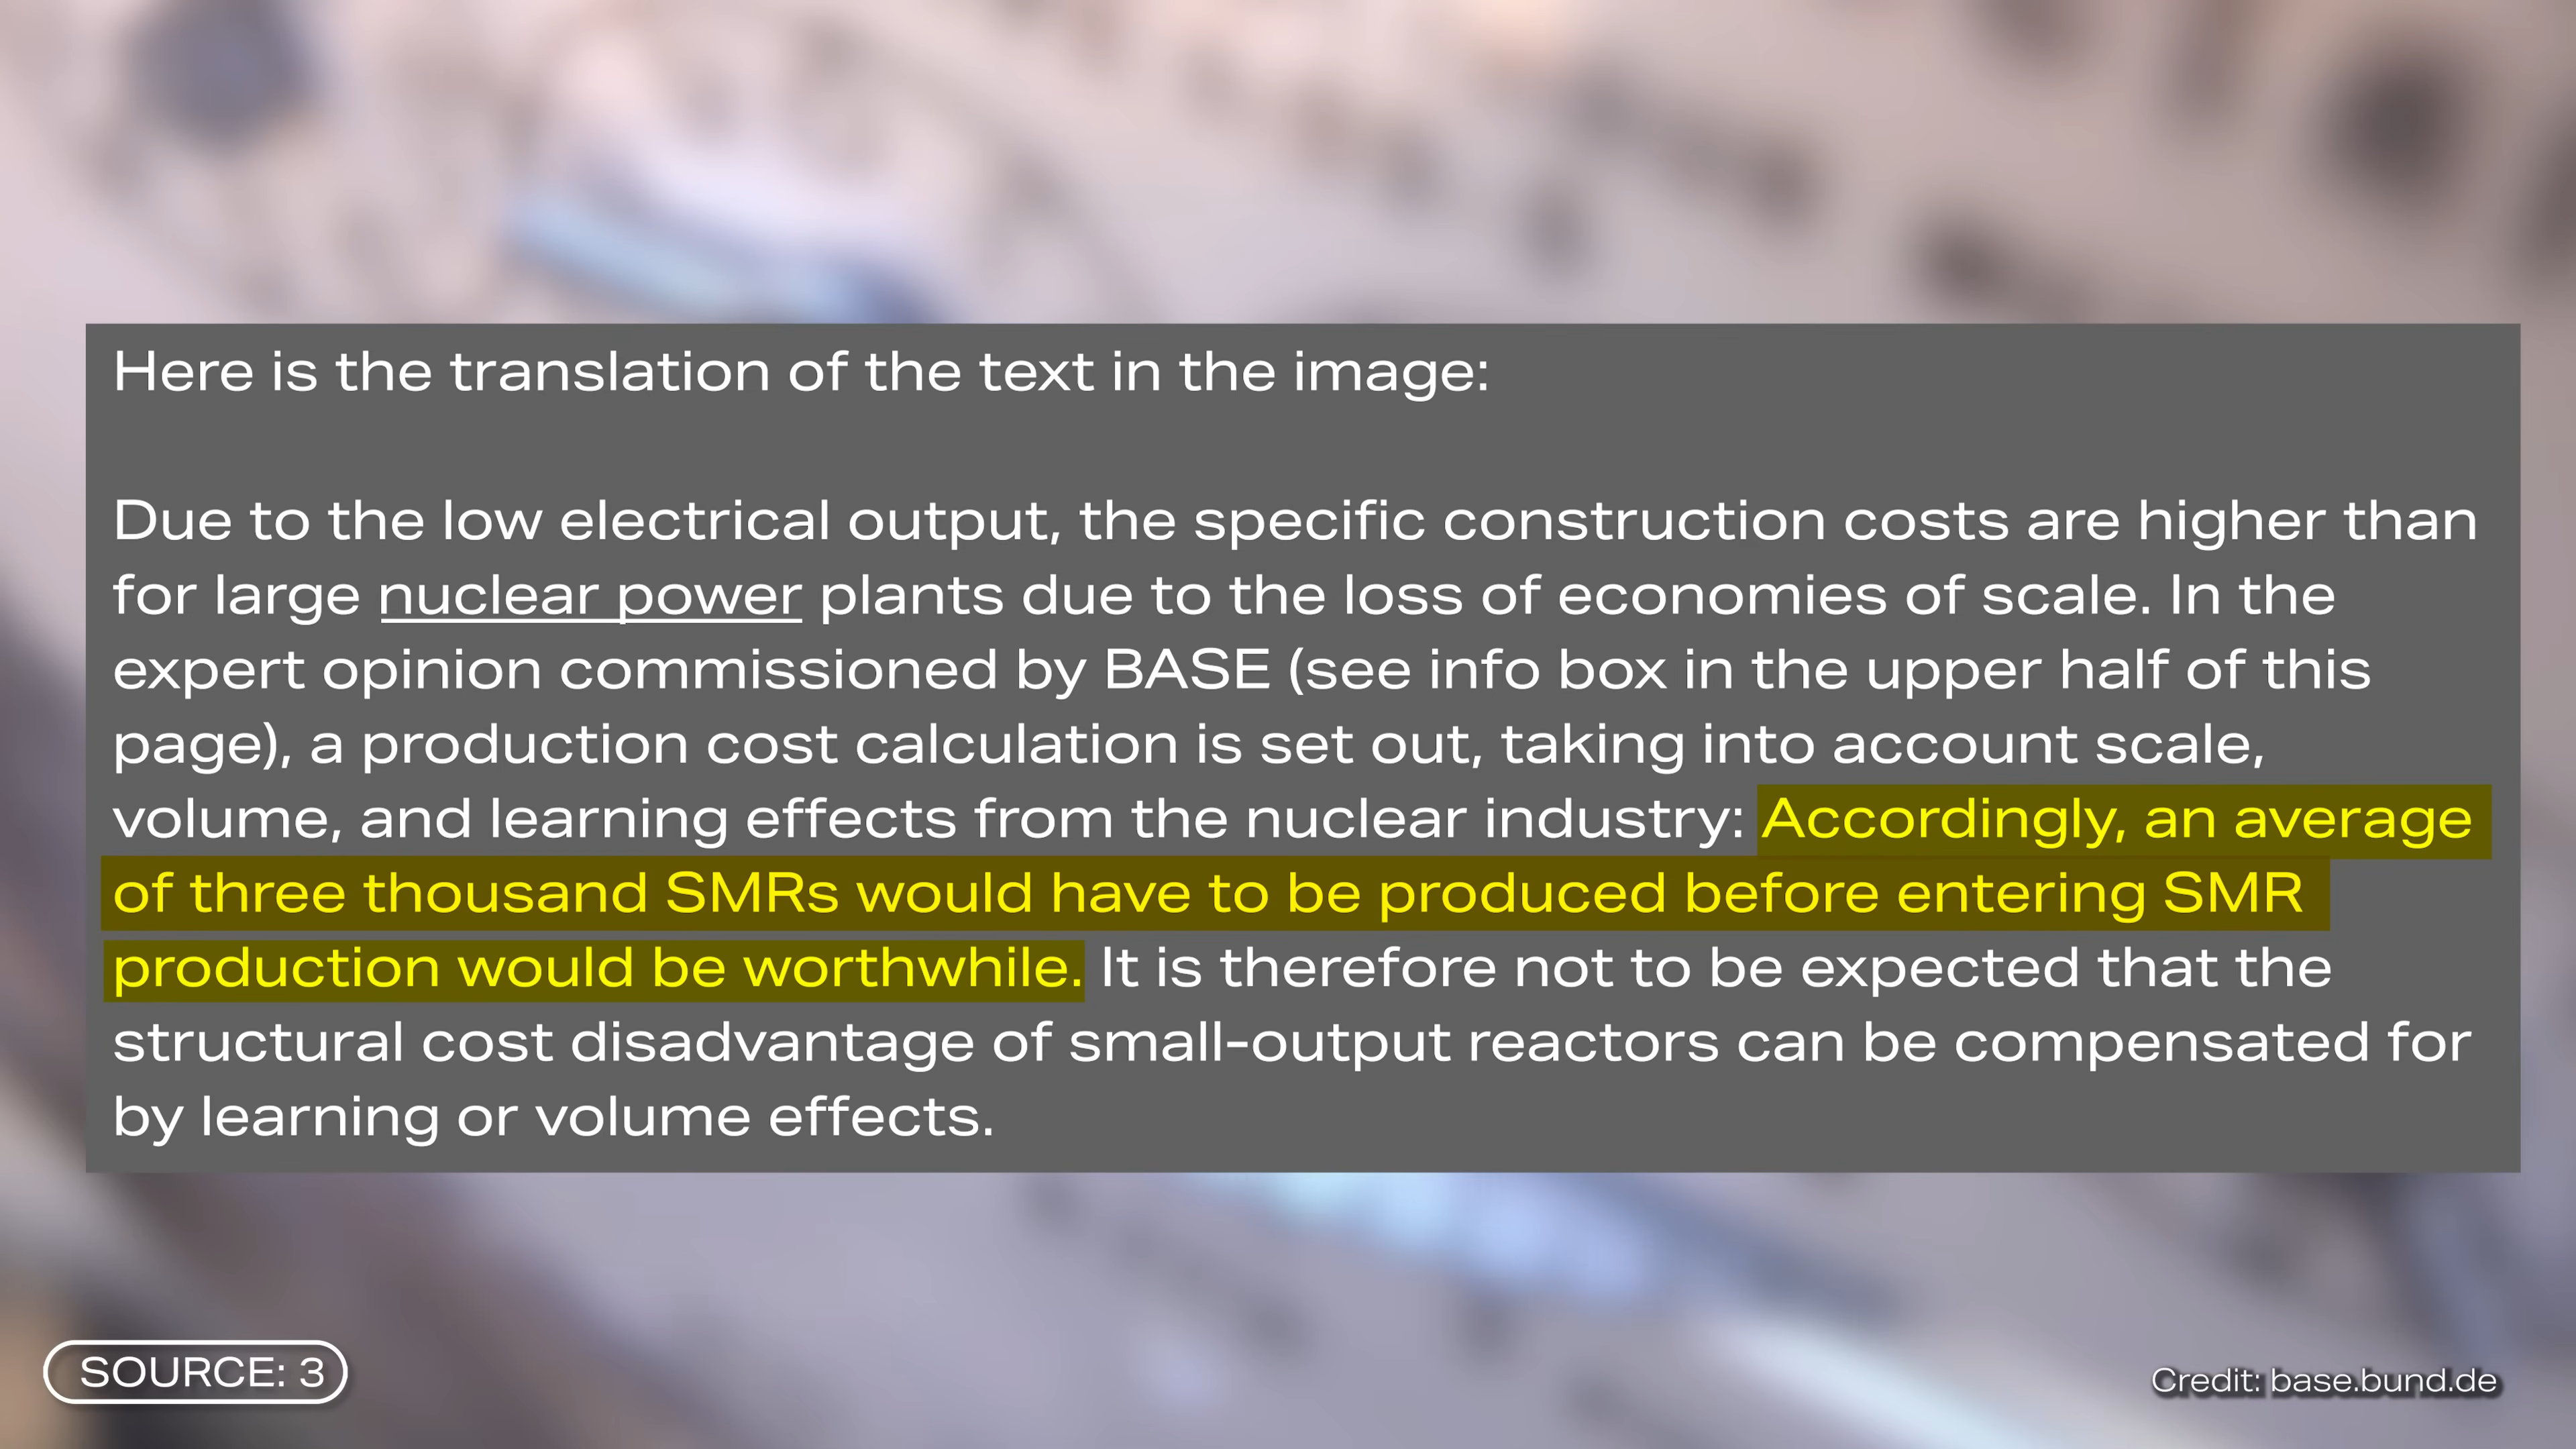 Here is the translation of the text in the image:
Due to the low electrical output, the specific construction costs are higher than
for large nuclear power plants due to the loss of economies of scale. In the
expert opinion commissioned by BASE (see info box in the upper half of this
page), a production cost calculation is set out, taking into account scale,
volume, and learning effects from the nuclear industry: Accordingly, an average
of three thousand SMRs would have to be produced before entering SMR
production would be worthwhile. It is therefore not to be expected that the
structural cost disadvantage of small-output reactors can be compensated for
by learning or volume effects.
SOURCE: 3
Credit: base.bund.de